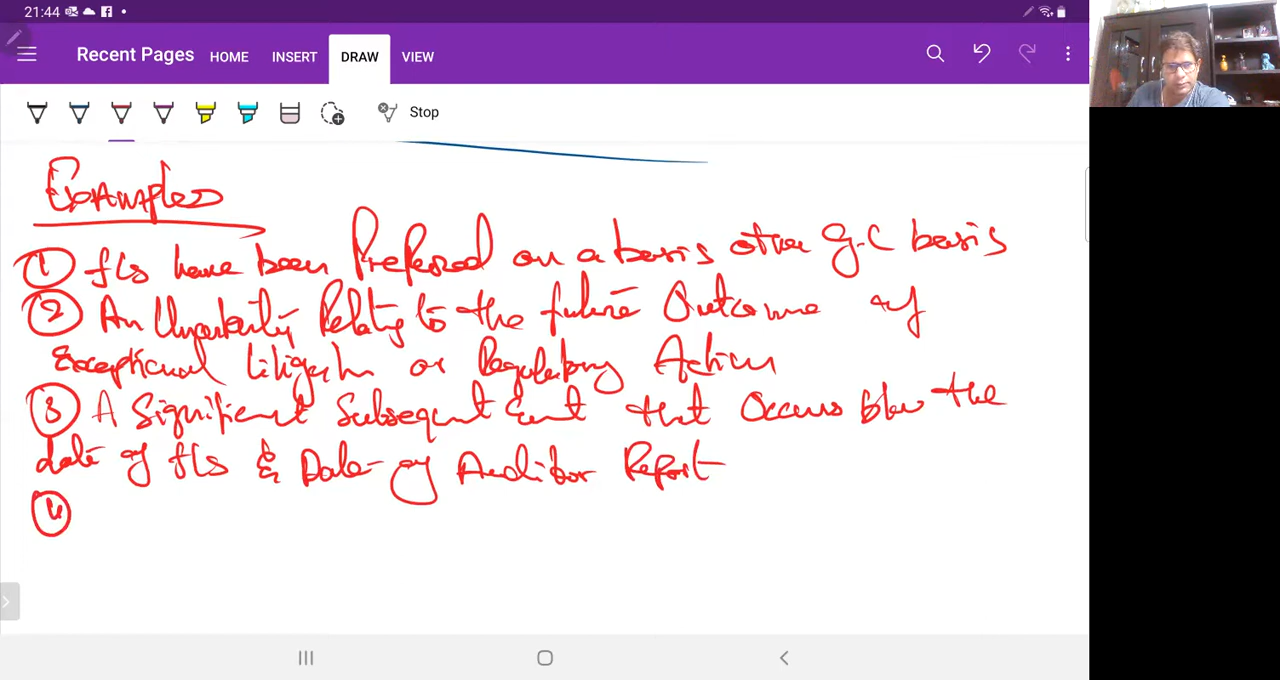 21:44
Recent Pages HOME INSERT DRAW VIEW
Stop
Examples
① f/s have been Prepared on a basis other G.C basis
② An Uncertainty Relating to the future Outcome of
Exceptional Litigation or Regulatory Action
③ A Significant Subsequent Event that Occurs b/w the
date of f/s & Date of Auditor Report
④